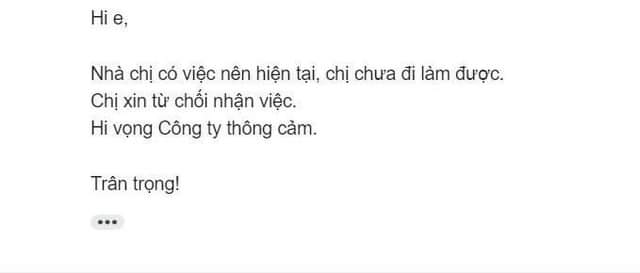 Hi e,
Nhà chị có việc nên hiện tại, chị chưa đi làm được.
Chị xin từ chối nhận việc.
Hi vọng Công ty thông cảm.
Trân trọng!